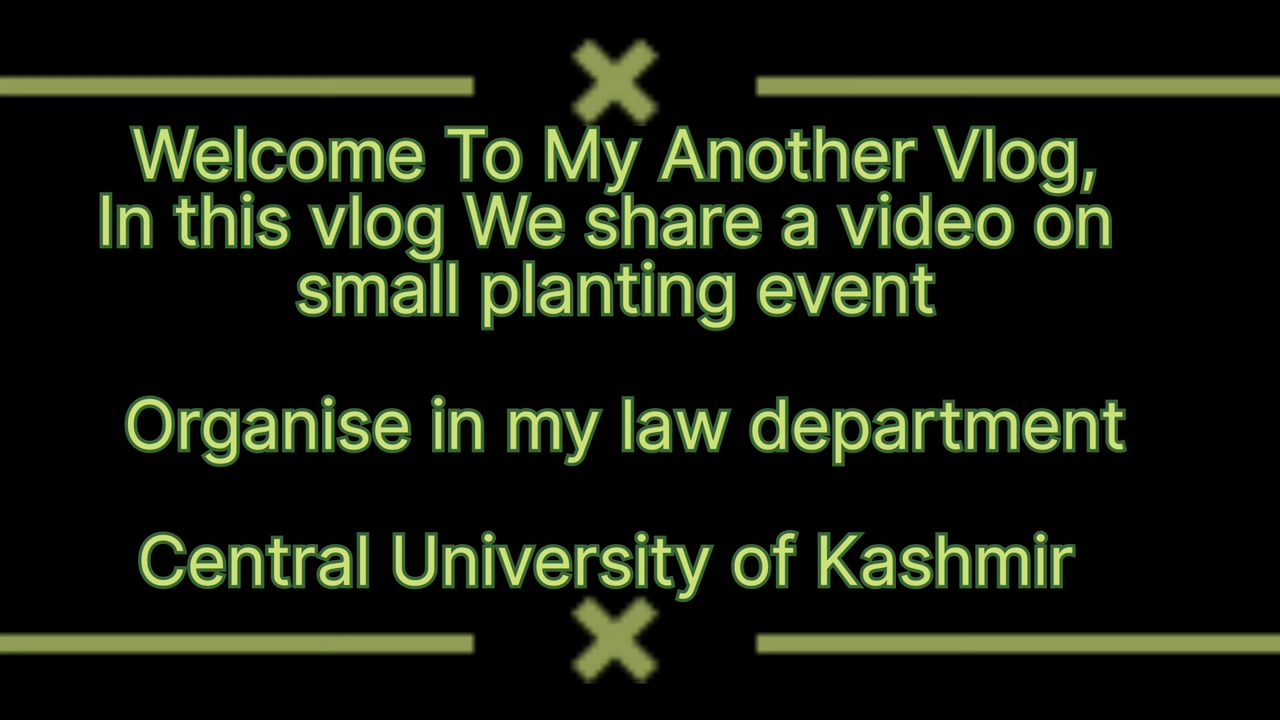 Welcome To My Another Vlog,
In this vlog We share a video on
small planting event
Organise in my law department
Central University of Kashmir